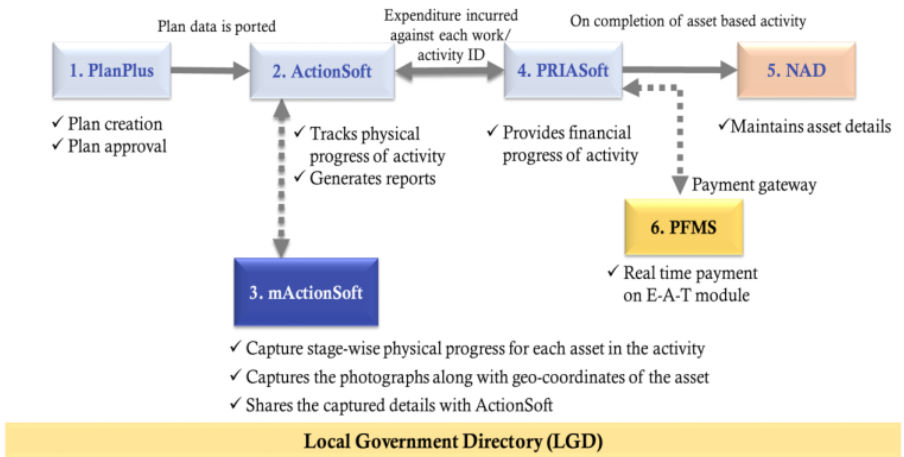 Plan data is ported
Expenditure incurred
against each work/
activity ID
On completion of asset based activity
1. PlanPlus
2. ActionSoft
4. PRIASoft
5. NAD
✓ Plan creation
✓ Plan approval
✓ Tracks physical
progress of activity
✓ Generates reports
✓ Provides financial
progress of activity
✓Maintains asset details
Payment gateway
6. PFMS
✓ Real time payment
on E-A-T module
3. mActionSoft
✓ Capture stage-wise physical progress for each asset in the activity
✓ Captures the photographs along with geo-coordinates of the asset
✓ Shares the captured details with ActionSoft
Local Government Directory (LGD)